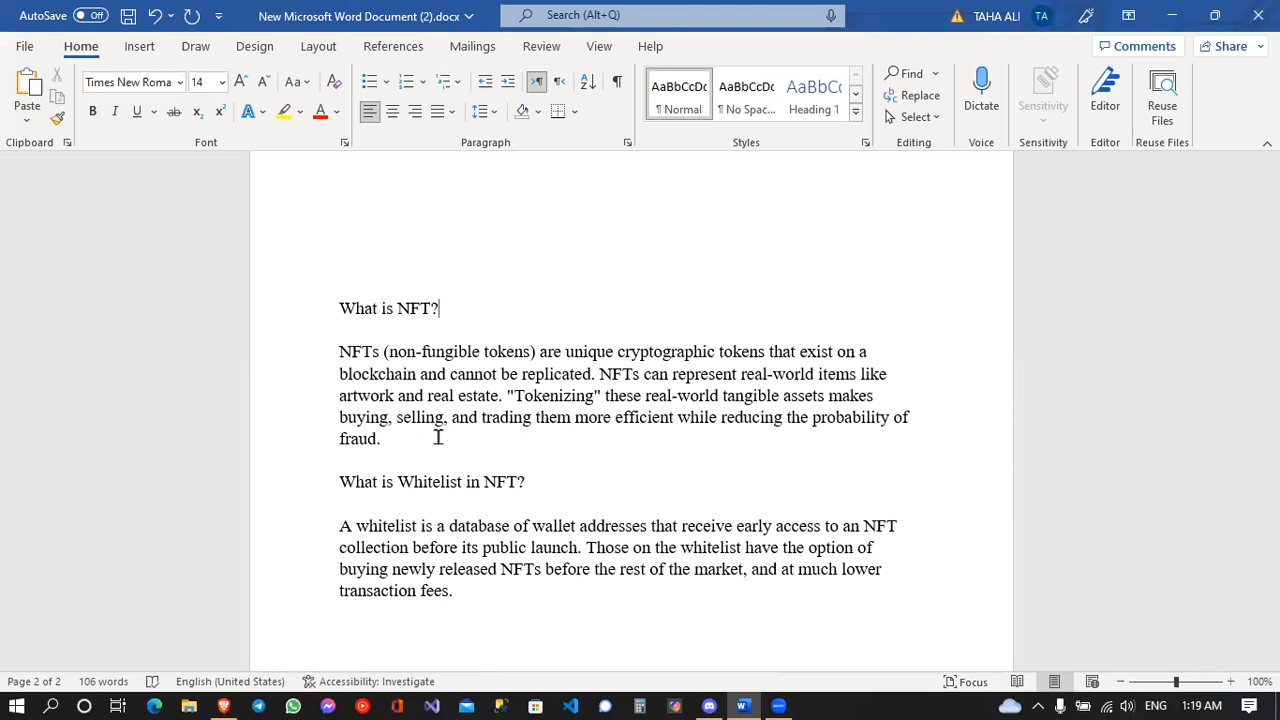 AutoSave Off New Microsoft Word Document (2).docx Search (Alt+Q) TAHA ALI TA
File Home Insert Draw Design Layout References Mailings Review View Help Comments Share
Paste Times New Roma 14 Aa AaBbCcDc AaBbCcDc AaBbCc Find Replace Select Dictate Sensitivity Editor Reuse Files
¶ Normal ¶ No Spac... Heading 1
Clipboard Font Paragraph Styles Editing Voice Sensitivity Editor Reuse Files
What is NFT?
NFTs (non-fungible tokens) are unique cryptographic tokens that exist on a
blockchain and cannot be replicated. NFTs can represent real-world items like
artwork and real estate. "Tokenizing" these real-world tangible assets makes
buying, selling, and trading them more efficient while reducing the probability of
fraud.
What is Whitelist in NFT?
A whitelist is a database of wallet addresses that receive early access to an NFT
collection before its public launch. Those on the whitelist have the option of
buying newly released NFTs before the rest of the market, and at much lower
transaction fees.
Page 2 of 2 106 words English (United States) Accessibility: Investigate Focus 100%
ENG 1:19 AM